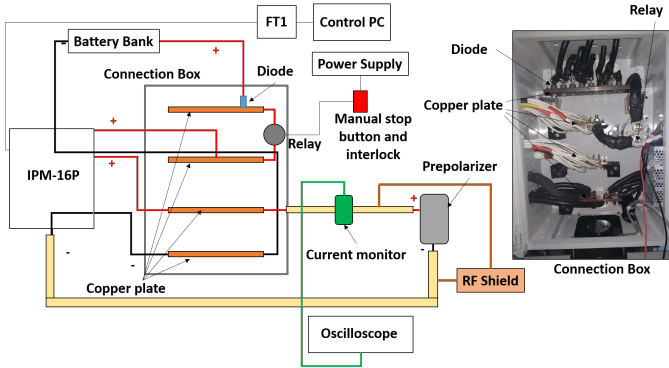 FT1
Control PC
Relay
-
Battery Bank
+
Diode
Power Supply
Connection Box
Diode
Copper plate
+
Relay
Manual stop
button and
interlock
+
IPM-16P
Prepolarizer
+
-
-
-
Current monitor
Connection Box
Copper plate
RF Shield
Oscilloscope